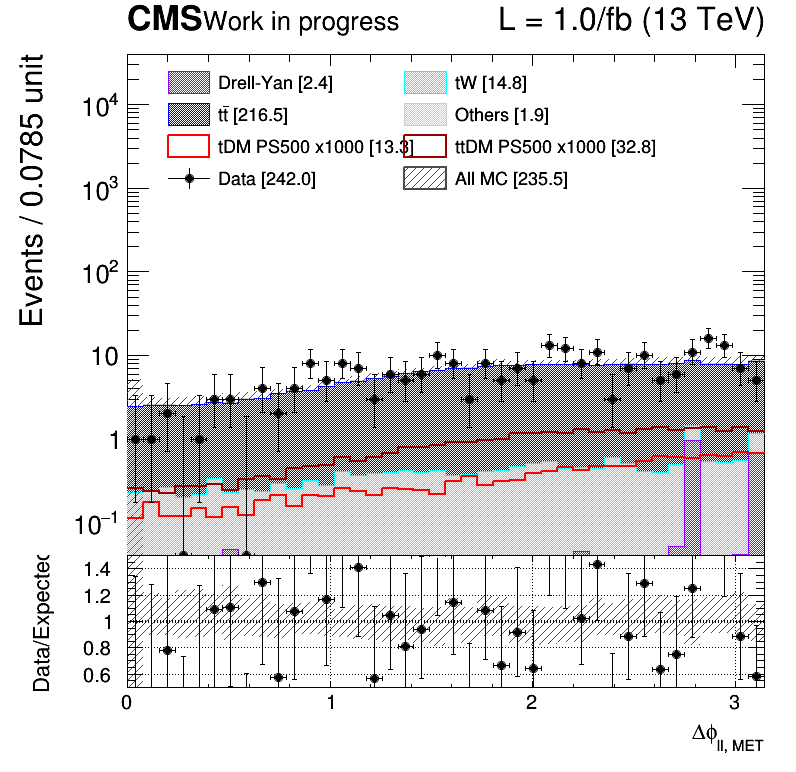 CMS Work in progress L = 1.0/fb (13 TeV)
Events / 0.0785 unit
Drell-Yan [2.4] tW [14.8]
tt̄ [216.5] Others [1.9]
tDM PS500 x1000 [13.3] ttDM PS500 x1000 [32.8]
Data [242.0] All MC [235.5]
10⁴
10³
10²
10
1
10⁻¹
Data/Expected
1.4
1.2
1
0.8
0.6
0 1 2 3
Δϕ_ll, MET